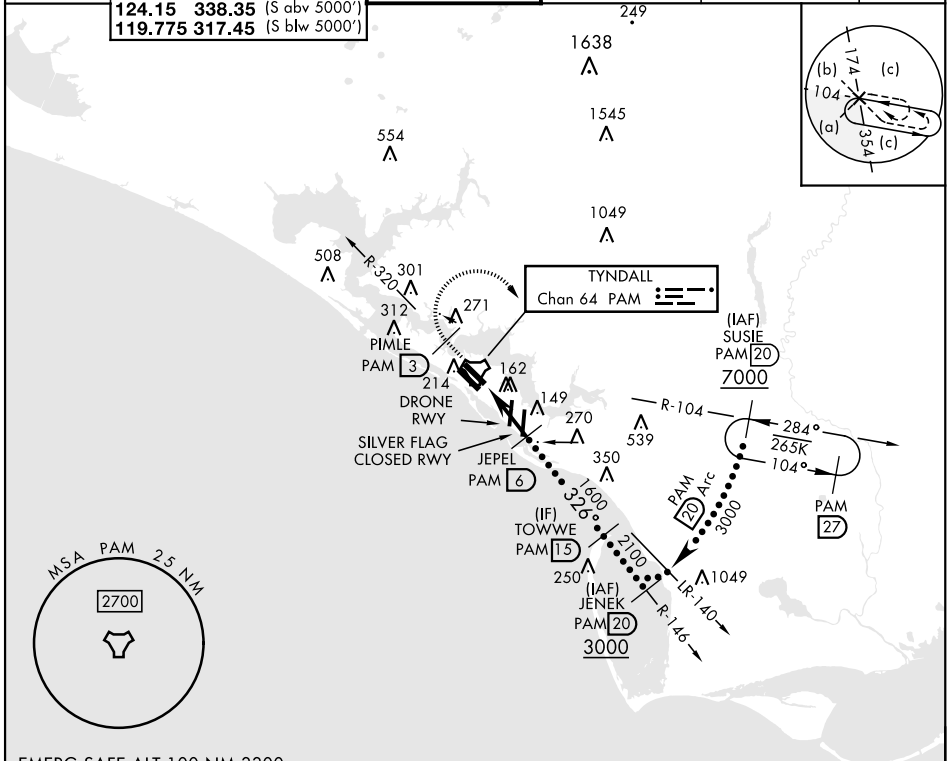 124.15 338.35 (S abv 5000')
119.775 317.45 (S blw 5000')
249
1638
1545
554
1049
174
(b)
(c)
104
(a)
(c)
354
508
R-320
301
312
271
TYNDALL
Chan 64 PAM
PIMLE
PAM 3
214
162
DRONE
RWY
149
SILVER FLAG
CLOSED RWY
270
JEPEL
PAM 6
539
350
(IAF)
SUSIE
PAM 20
7000
R-104
284°
265K
104°
PAM
27
PAM
20 Arc
3000
1600
326°
(IF)
TOWWE
PAM 15
2100
250
1049
(IAF)
JENEK
PAM 20
3000
LR-140
R-146
MSA PAM 25 NM
2700
EMERG SAFE ALT 100 NM 3300